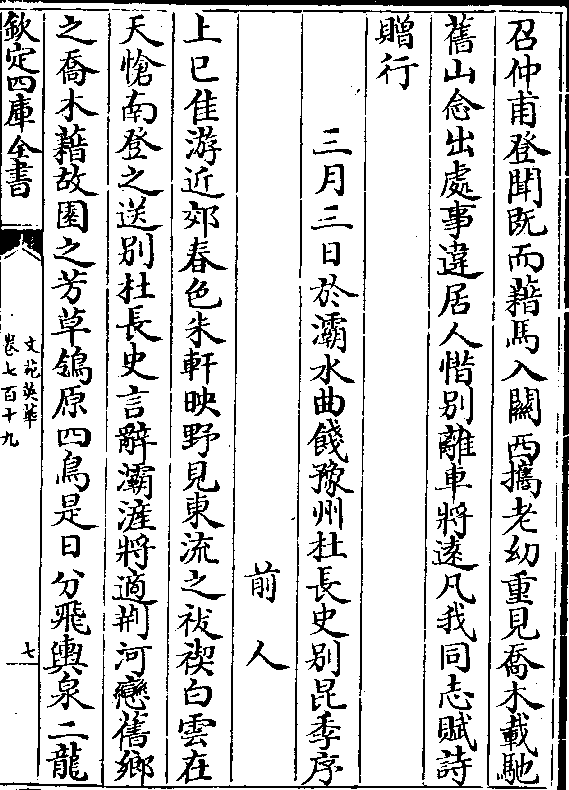 召仲甫登聞既而藉馬入關西攜老幼重見喬木載馳
舊山念出處事違居人惜别離車將遠凡我同志賦詩
贈行
三月三日於灞水曲餞豫州杜長史别昆季序
前人
上巳佳游近郊春色朱軒映野見東流之祓禊白雲在
天愴南登之送别杜長史言辭灞滻將適荆河戀舊鄉
之喬木藉故園之芳草鴒原四鳥是日分飛輿泉二龍
欽定四庫全書
文苑英華
卷七百十九
七